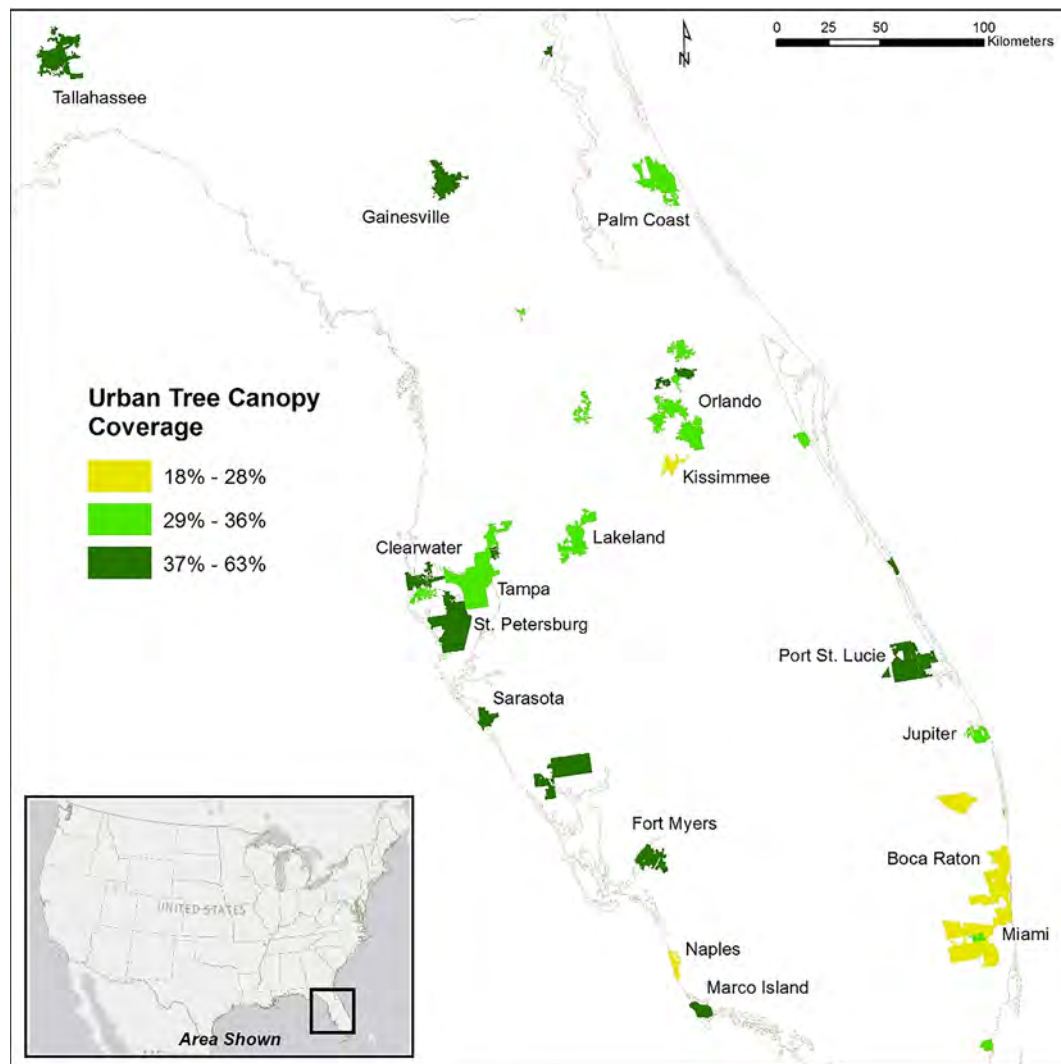 0 25 50 100
Kilometers
N
Tallahassee
Gainesville
Palm Coast
Urban Tree Canopy
Coverage
18% - 28%
29% - 36%
37% - 63%
Orlando
Kissimmee
Clearwater
Lakeland
Tampa
St. Petersburg
Port St. Lucie
Sarasota
Jupiter
Fort Myers
Boca Raton
Miami
Naples
Marco Island
UNITED STATES
Area Shown